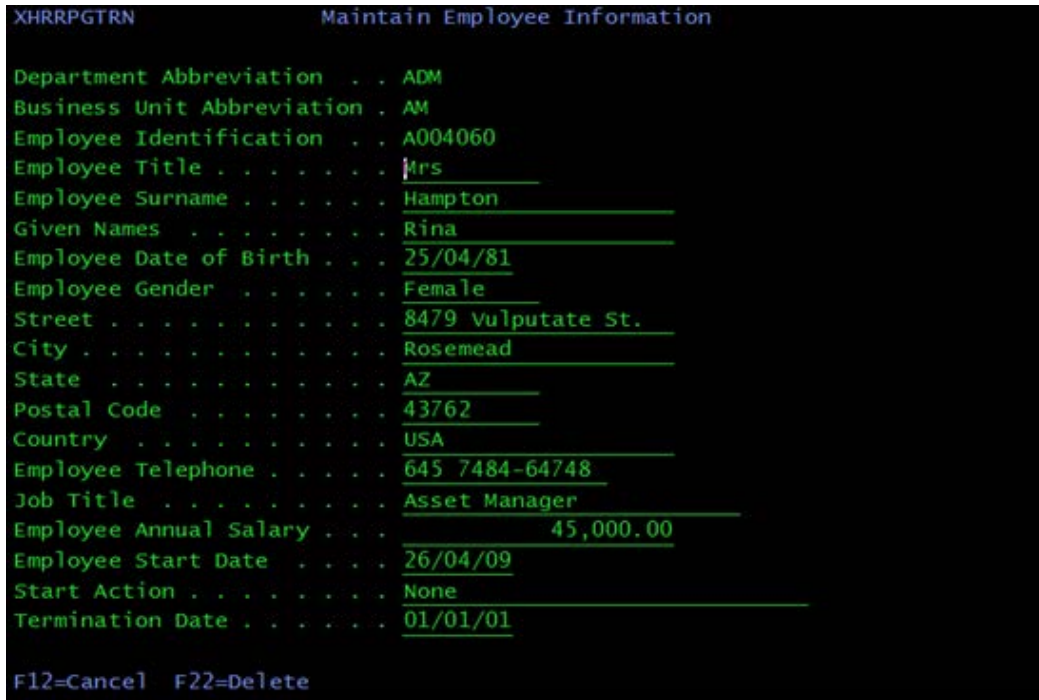 XHRRPGTRN Maintain Employee Information
Department Abbreviation . . ADM
Business Unit Abbreviation . AM
Employee Identification . . A004060
Employee Title . . . . . . . Mrs
Employee Surname . . . . . . Hampton
Given Names . . . . . . . . Rina
Employee Date of Birth . . . 25/04/81
Employee Gender . . . . . . Female
Street . . . . . . . . . . . 8479 Vulputate St.
City . . . . . . . . . . . . Rosemead
State . . . . . . . . . . . AZ
Postal Code . . . . . . . . 43762
Country . . . . . . . . . . USA
Employee Telephone . . . . . 645 7484-64748
Job Title . . . . . . . . . Asset Manager
Employee Annual Salary . . . 45,000.00
Employee Start Date . . . . 26/04/09
Start Action . . . . . . . . None
Termination Date . . . . . . 01/01/01
F12=Cancel F22=Delete